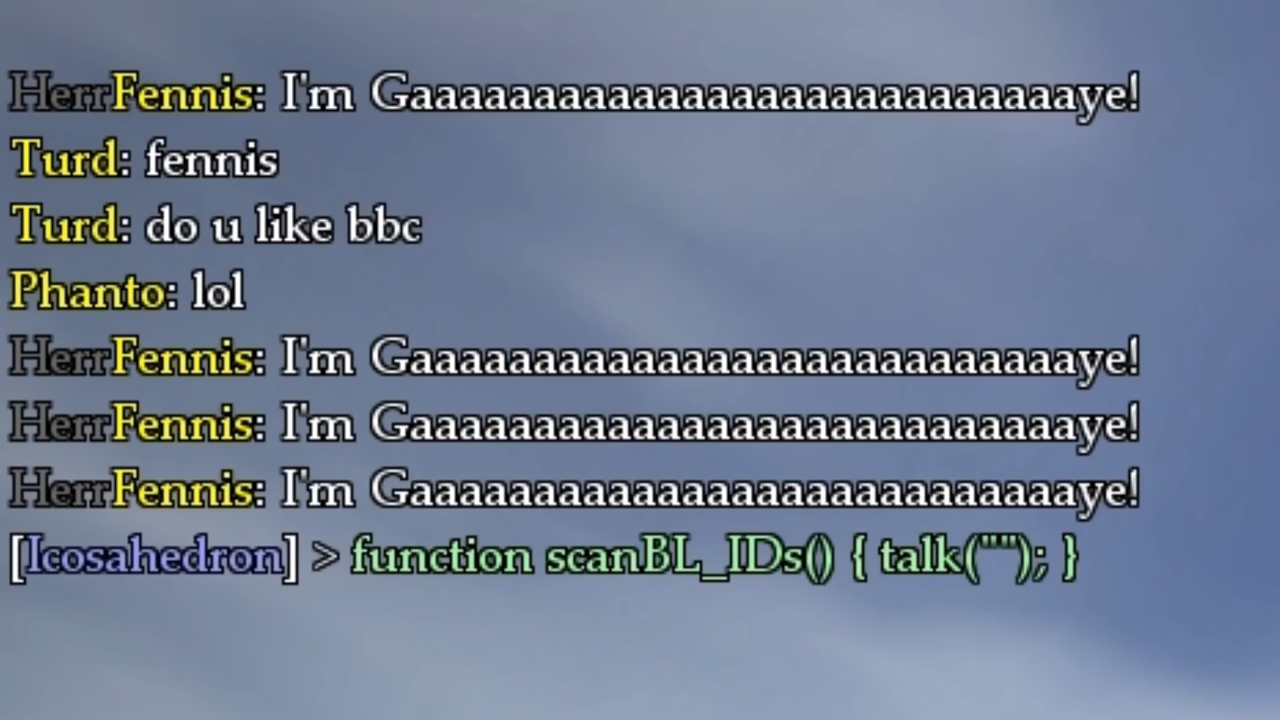 HerrFennis: I'm Gaaaaaaaaaaaaaaaaaaaaaaaaaaaye!
Turd: fennis
Turd: do u like bbc
Phanto: lol
HerrFennis: I'm Gaaaaaaaaaaaaaaaaaaaaaaaaaaaye!
HerrFennis: I'm Gaaaaaaaaaaaaaaaaaaaaaaaaaaaye!
HerrFennis: I'm Gaaaaaaaaaaaaaaaaaaaaaaaaaaaye!
[Icosahedron] > function scanBL_IDs() { talk(""); }